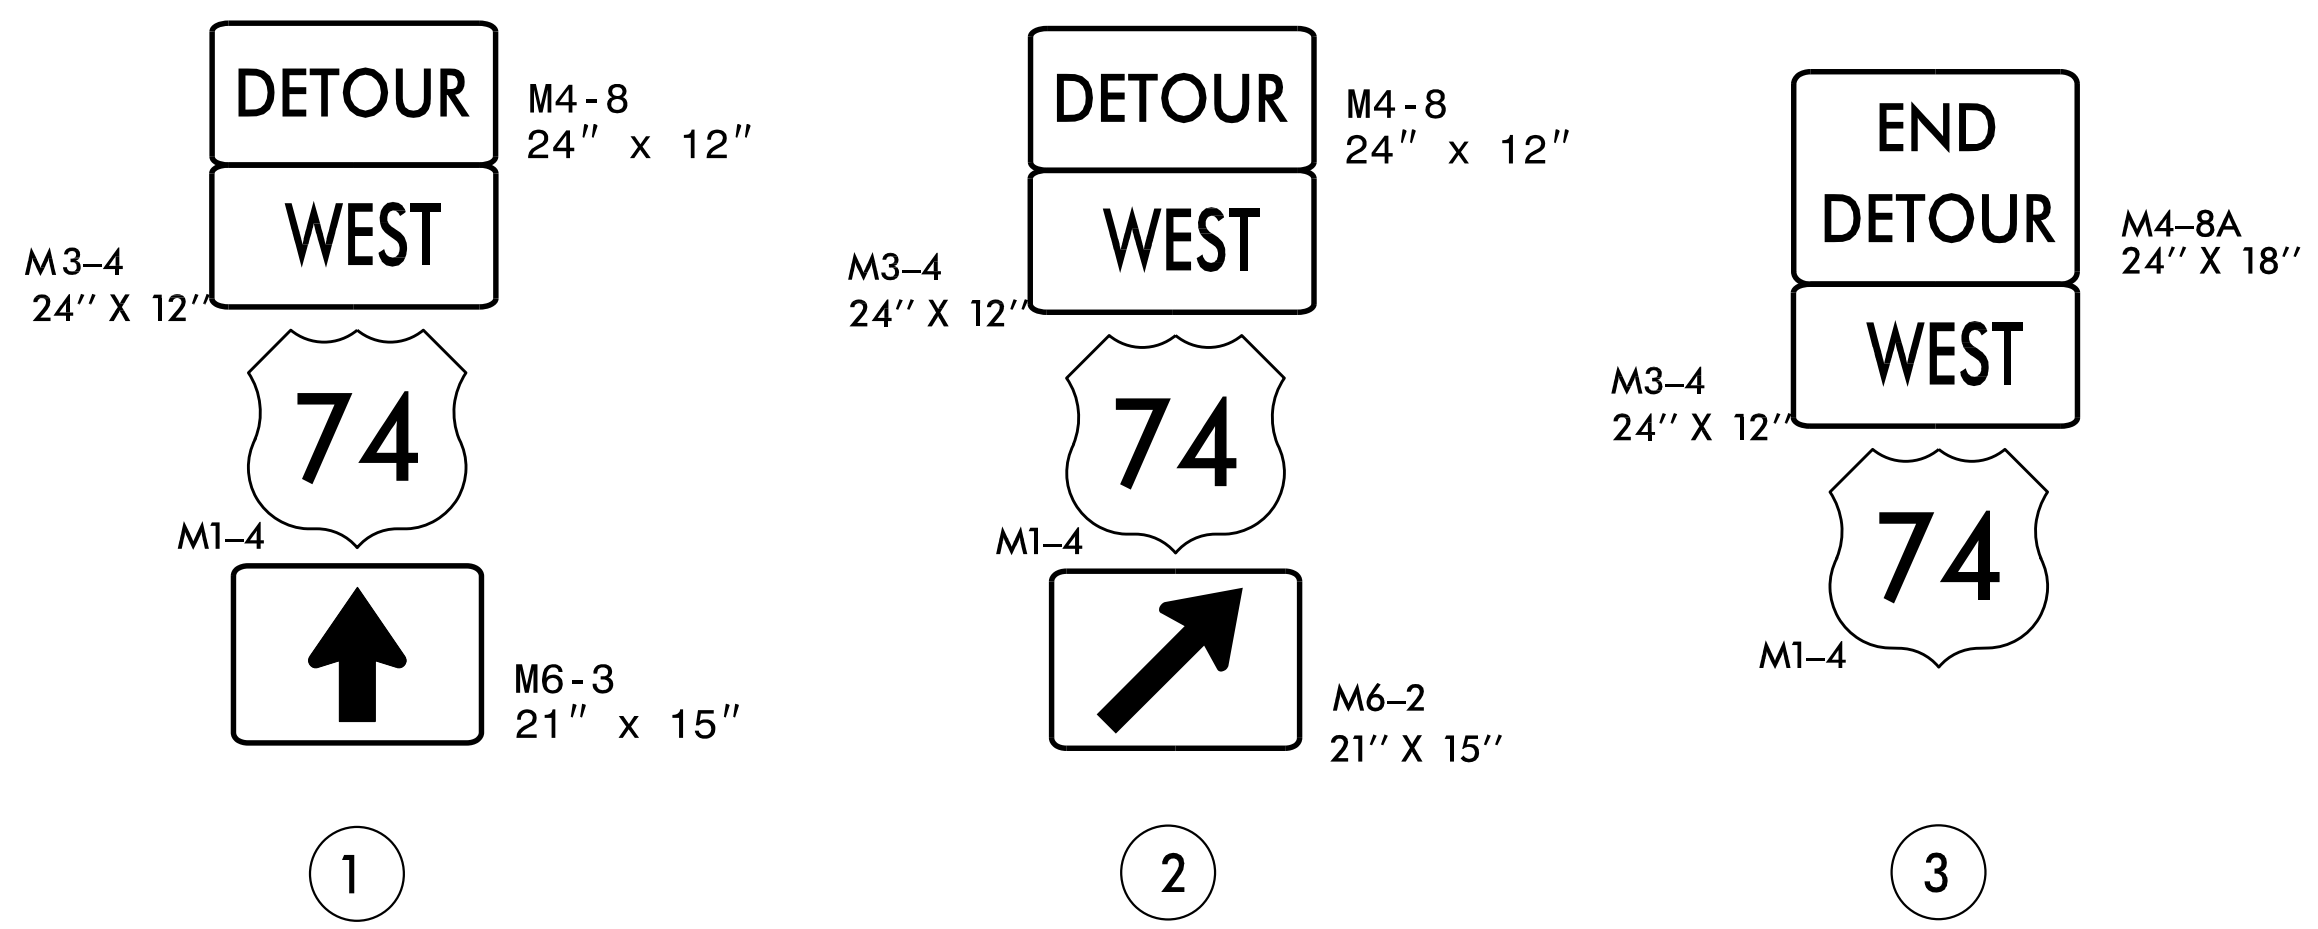 DETOUR
M4-8
24" x 12"
WEST
M3-4
24" X 12"
74
M1-4
M6-3
21" x 15"
1
DETOUR
M4-8
24" x 12"
WEST
M3-4
24" X 12"
74
M1-4
M6-2
21" X 15"
2
END
DETOUR
M4-8A
24" X 18"
WEST
M3-4
24" X 12"
74
M1-4
3